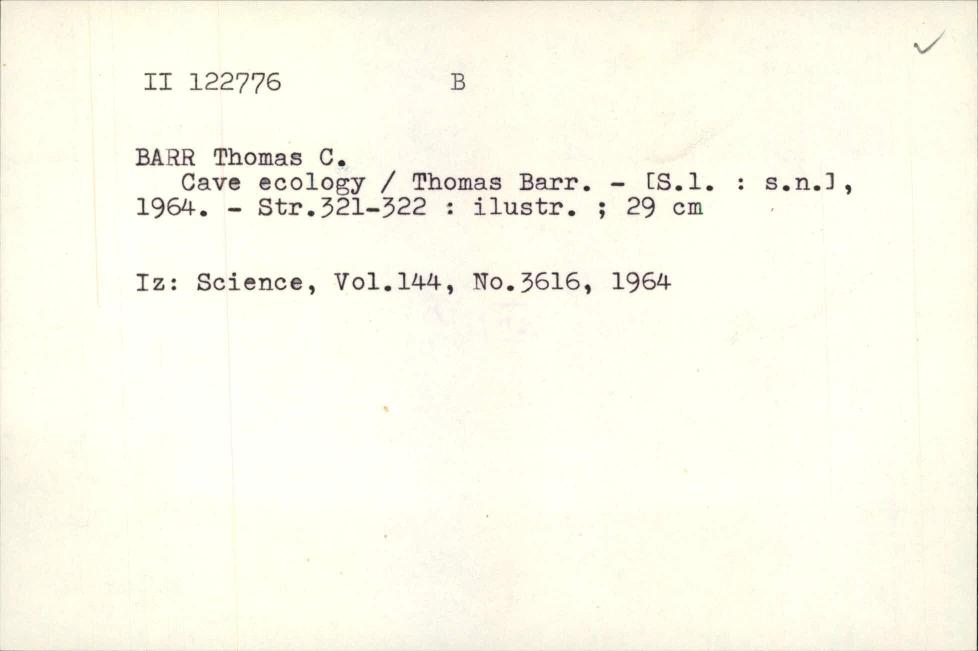 II 122776 B
BARR Thomas C.
Cave ecology / Thomas Barr. - [S.l. : s.n.],
1964. - Str.321-322 : ilustr. ; 29 cm
Iz: Science, Vol.144, No.3616, 1964